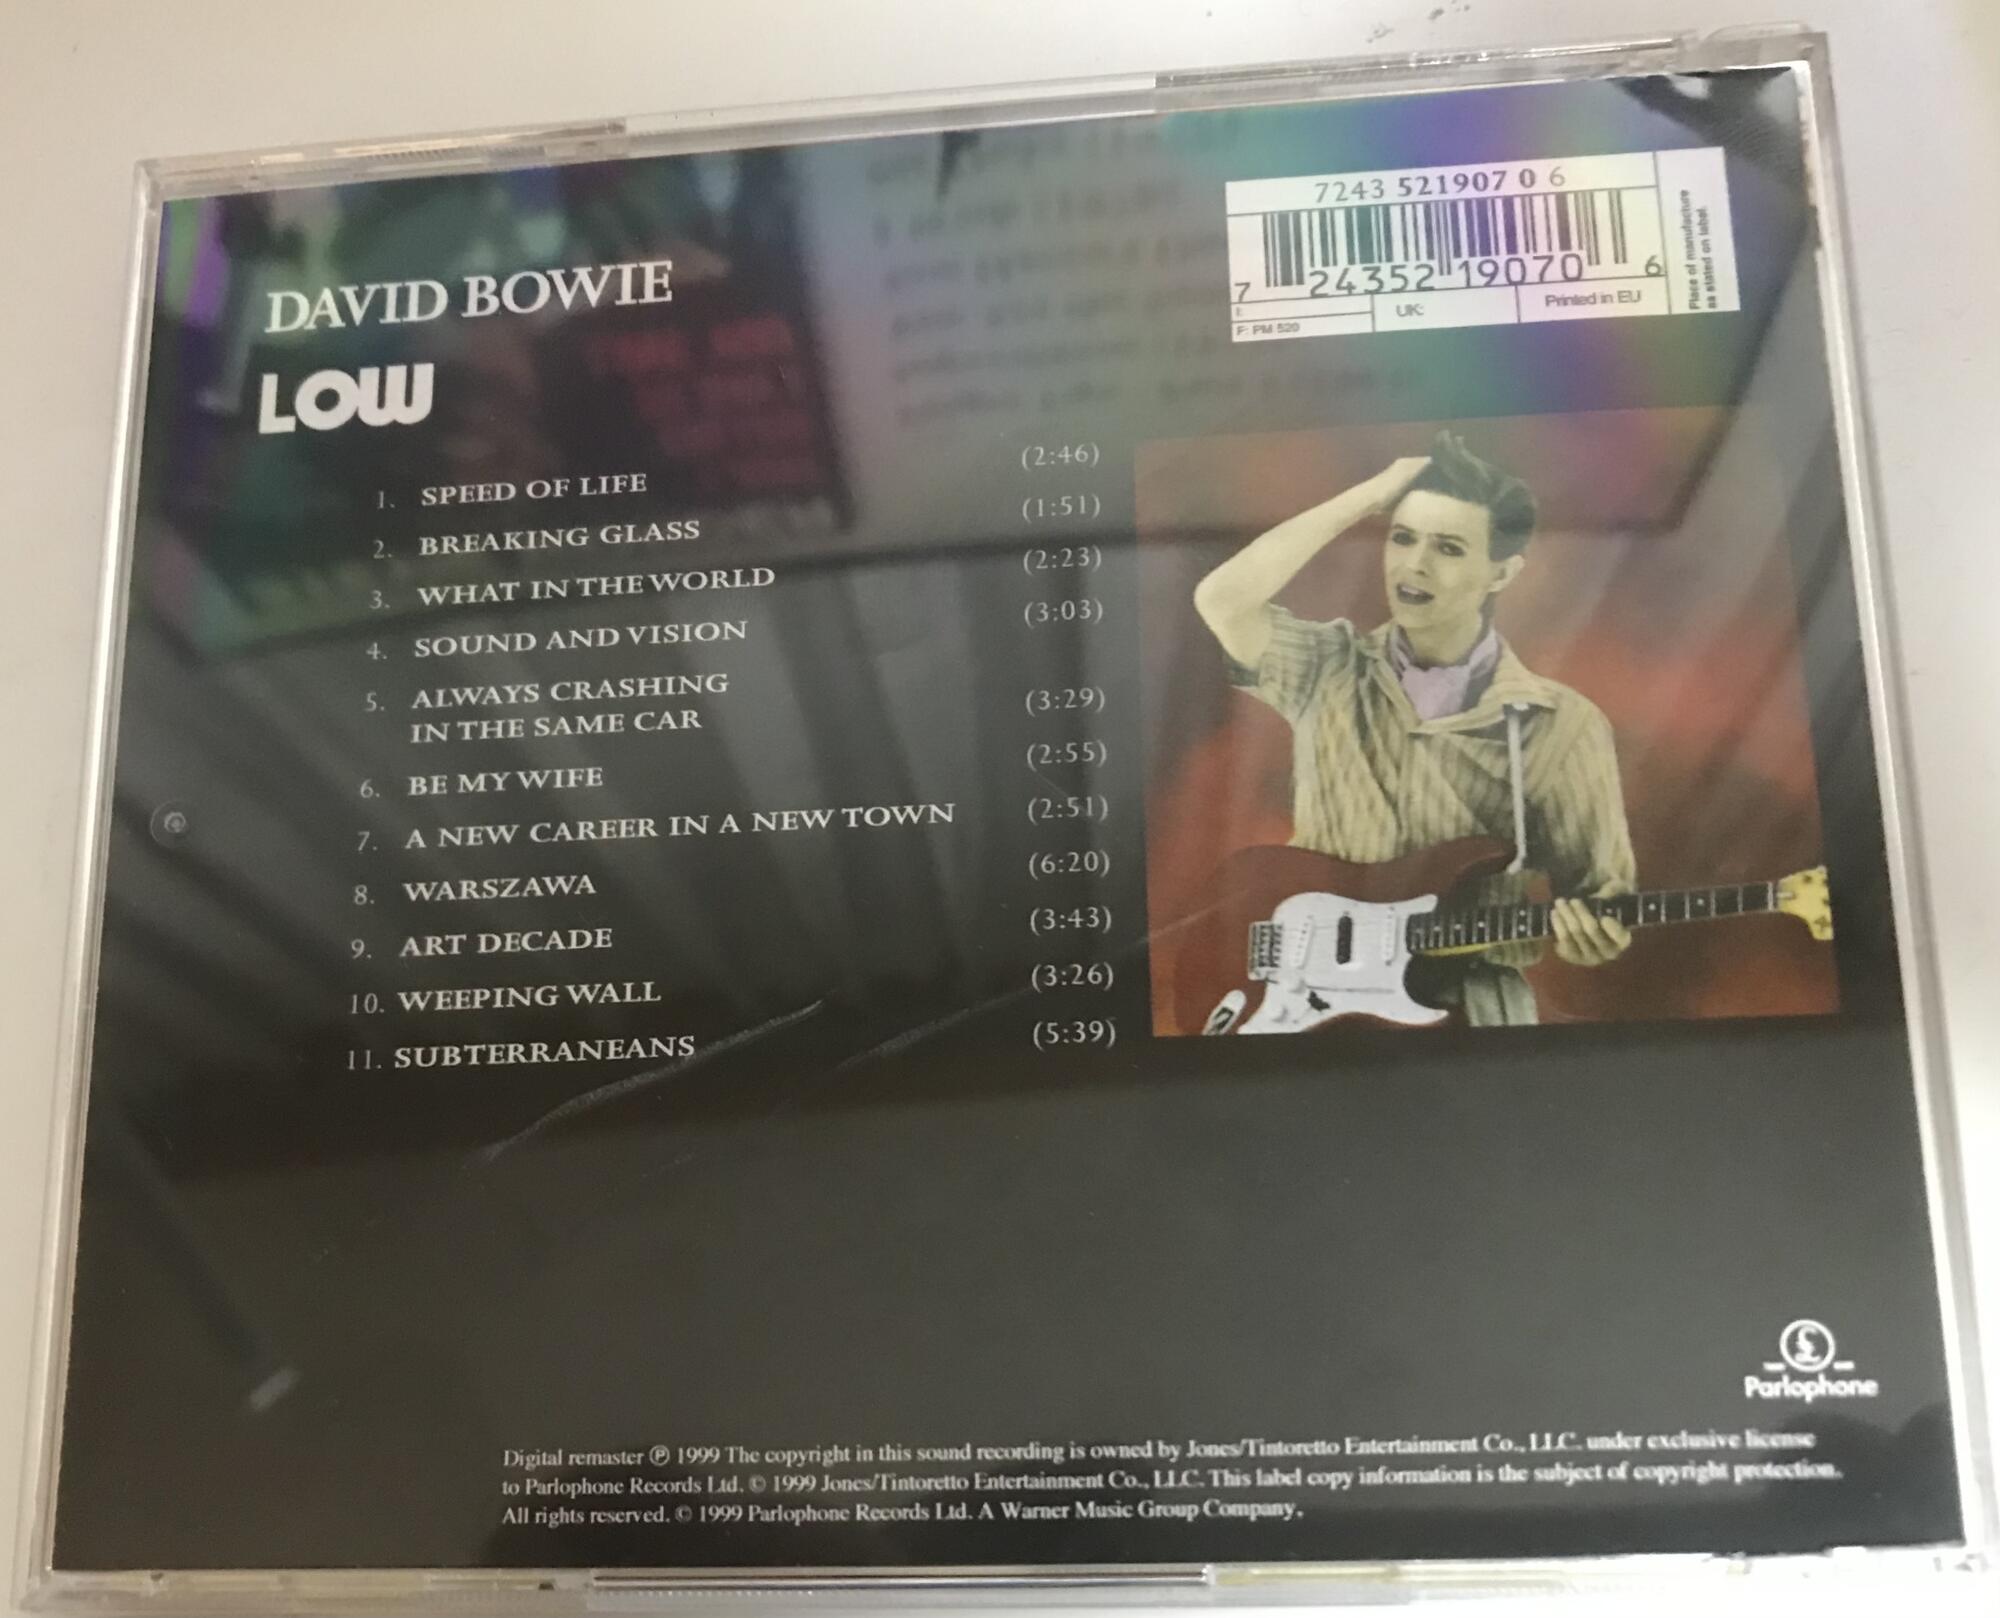 7243 521907 0 6
7 24352 19070 6
I:
F: PM 520
UK:
Printed in EU
Place of manufacture
as stated on label.
DAVID BOWIE
LOW
1. SPEED OF LIFE (2:46)
2. BREAKING GLASS (1:51)
3. WHAT IN THE WORLD (2:23)
4. SOUND AND VISION (3:03)
5. ALWAYS CRASHING
IN THE SAME CAR (3:29)
6. BE MY WIFE (2:55)
7. A NEW CAREER IN A NEW TOWN (2:51)
8. WARSZAWA (6:20)
9. ART DECADE (3:43)
10. WEEPING WALL (3:26)
11. SUBTERRANEANS (5:39)
£
Parlophone
Digital remaster ℗ 1999 The copyright in this sound recording is owned by Jones/Tintoretto Entertainment Co., LLC. under exclusive license
to Parlophone Records Ltd. © 1999 Jones/Tintoretto Entertainment Co., LLC. This label copy information is the subject of copyright protection.
All rights reserved. © 1999 Parlophone Records Ltd. A Warner Music Group Company.